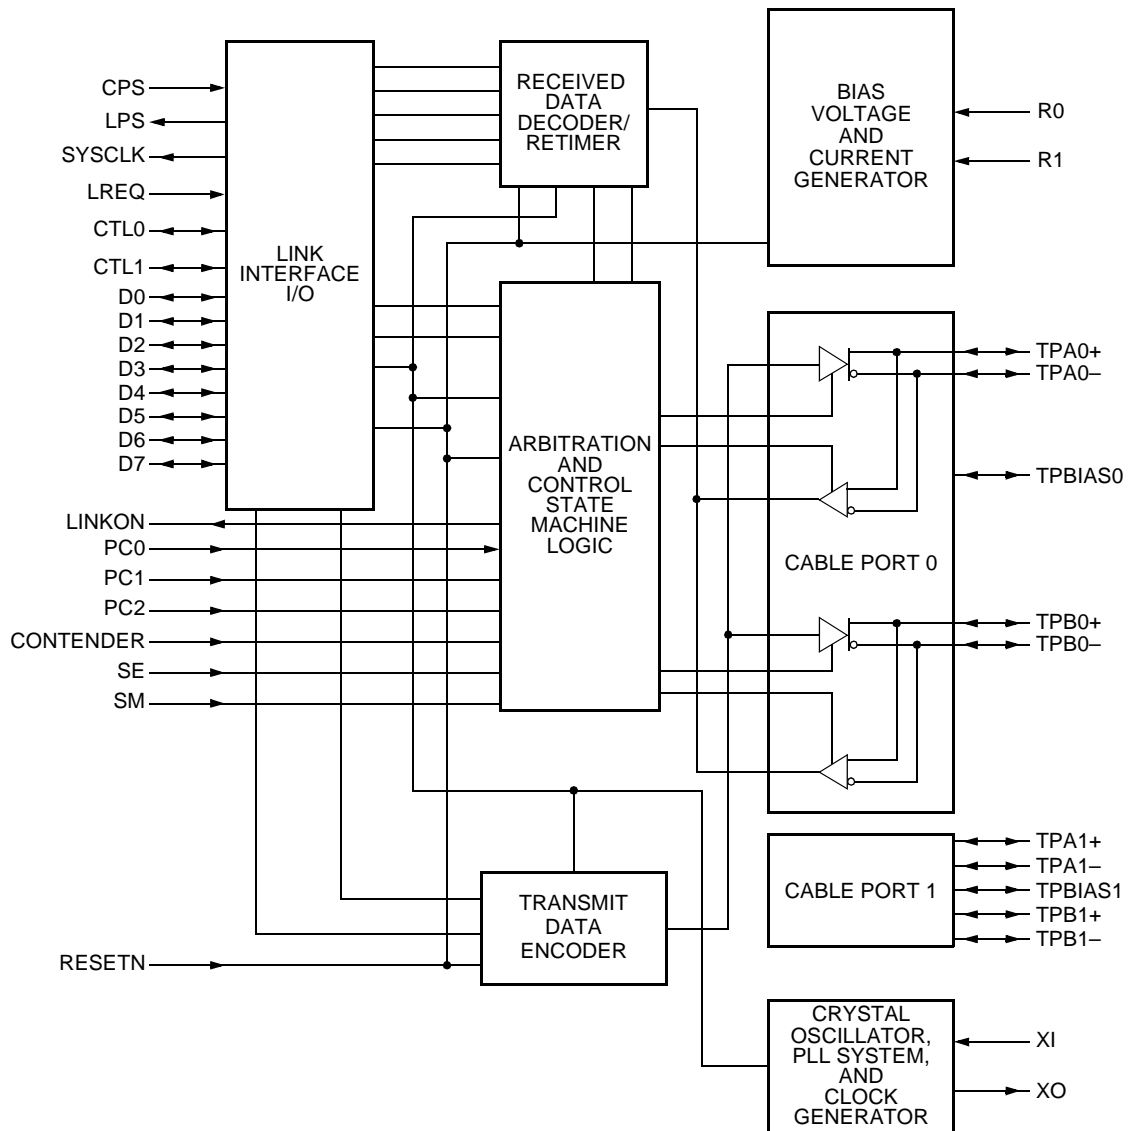 CPS
LPS
SYSCLK
LREQ
CTL0
CTL1
D0
D1
D2
D3
D4
D5
D6
D7
LINKON
PC0
PC1
PC2
CONTENDER
SE
SM
RESETN
LINK
INTERFACE
I/O
RECEIVED
DATA
DECODER/
RETIMER
ARBITRATION
AND
CONTROL
STATE
MACHINE
LOGIC
TRANSMIT
DATA
ENCODER
BIAS
VOLTAGE
AND
CURRENT
GENERATOR
R0
R1
CABLE PORT 0
TPA0+
TPA0–
TPBIAS0
TPB0+
TPB0–
CABLE PORT 1
TPA1+
TPA1–
TPBIAS1
TPB1+
TPB1–
CRYSTAL
OSCILLATOR,
PLL SYSTEM,
AND
CLOCK
GENERATOR
XI
XO